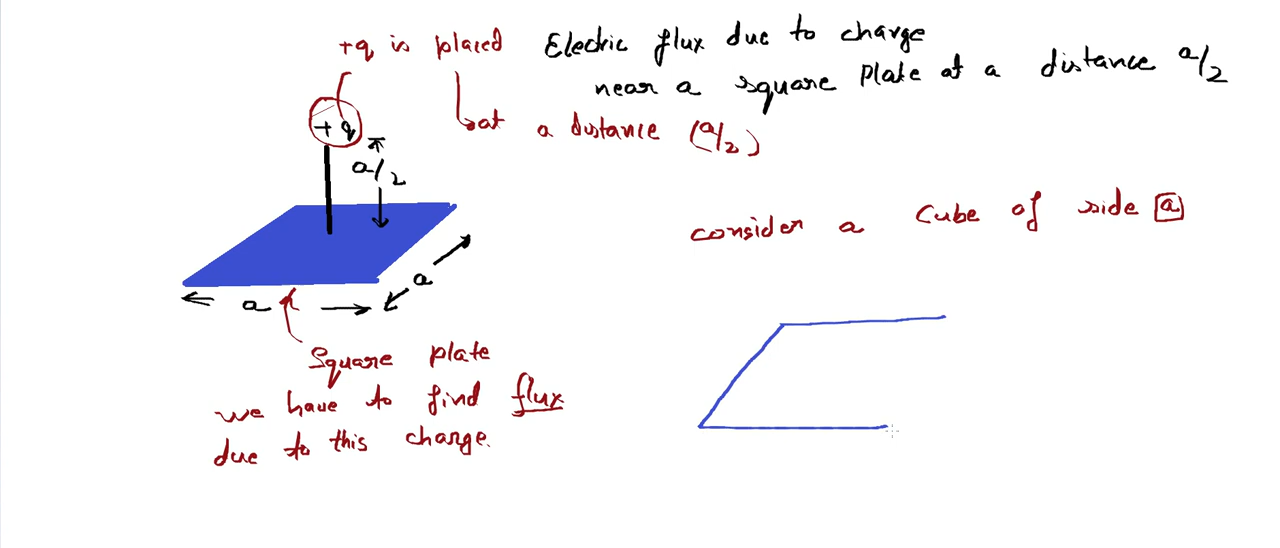 +q is placed
at a distance (a/2)
Electric flux due to charge
near a square plate at a distance a/2
+q
a/2
a
a
Square plate
we have to find flux
due to this charge.
consider a cube of side a